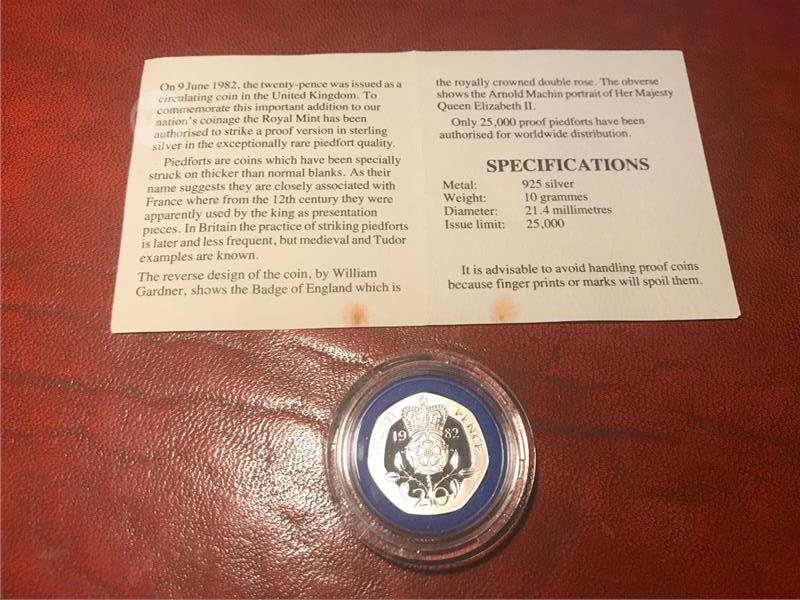 On 9 June 1982, the twenty-pence was issued as a
circulating coin in the United Kingdom. To
commemorate this important addition to our
nation's coinage the Royal Mint has been
authorised to strike a proof version in sterling
silver in the exceptionally rare piedfort quality.
Piedforts are coins which have been specially
struck on thicker than normal blanks. As their
name suggests they are closely associated with
France where from the 12th century they were
apparently used by the king as presentation
pieces. In Britain the practice of striking piedforts
is later and less frequent, but medieval and Tudor
examples are known.
The reverse design of the coin, by William
Gardner, shows the Badge of England which is
the royally crowned double rose. The obverse
shows the Arnold Machin portrait of Her Majesty
Queen Elizabeth II.
Only 25,000 proof piedforts have been
authorised for worldwide distribution.
SPECIFICATIONS
Metal: 925 silver
Weight: 10 grammes
Diameter: 21.4 millimetres
Issue limit: 25,000
It is advisable to avoid handling proof coins
because finger prints or marks will spoil them.
TWENTY PENCE
1982
20